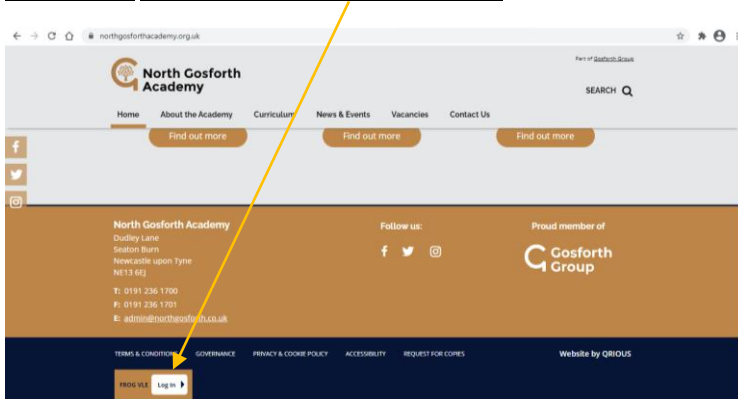 northgosforthacademy.org.uk
Part of Gosforth Group
North Gosforth
Academy
SEARCH
Home About the Academy Curriculum News & Events Vacancies Contact Us
Find out more Find out more Find out more
North Gosforth Academy
Dudley Lane
Seaton Burn
Newcastle upon Tyne
NE13 6EJ
T: 0191 236 1700
F: 0191 236 1701
E: admin@northgosforth.co.uk
Follow us:
Proud member of
Gosforth
Group
TERMS & CONDITIONS GOVERNANCE PRIVACY & COOKIE POLICY ACCESSIBILITY REQUEST FOR COPIES Website by QRIOUS
FROG VLE Log in